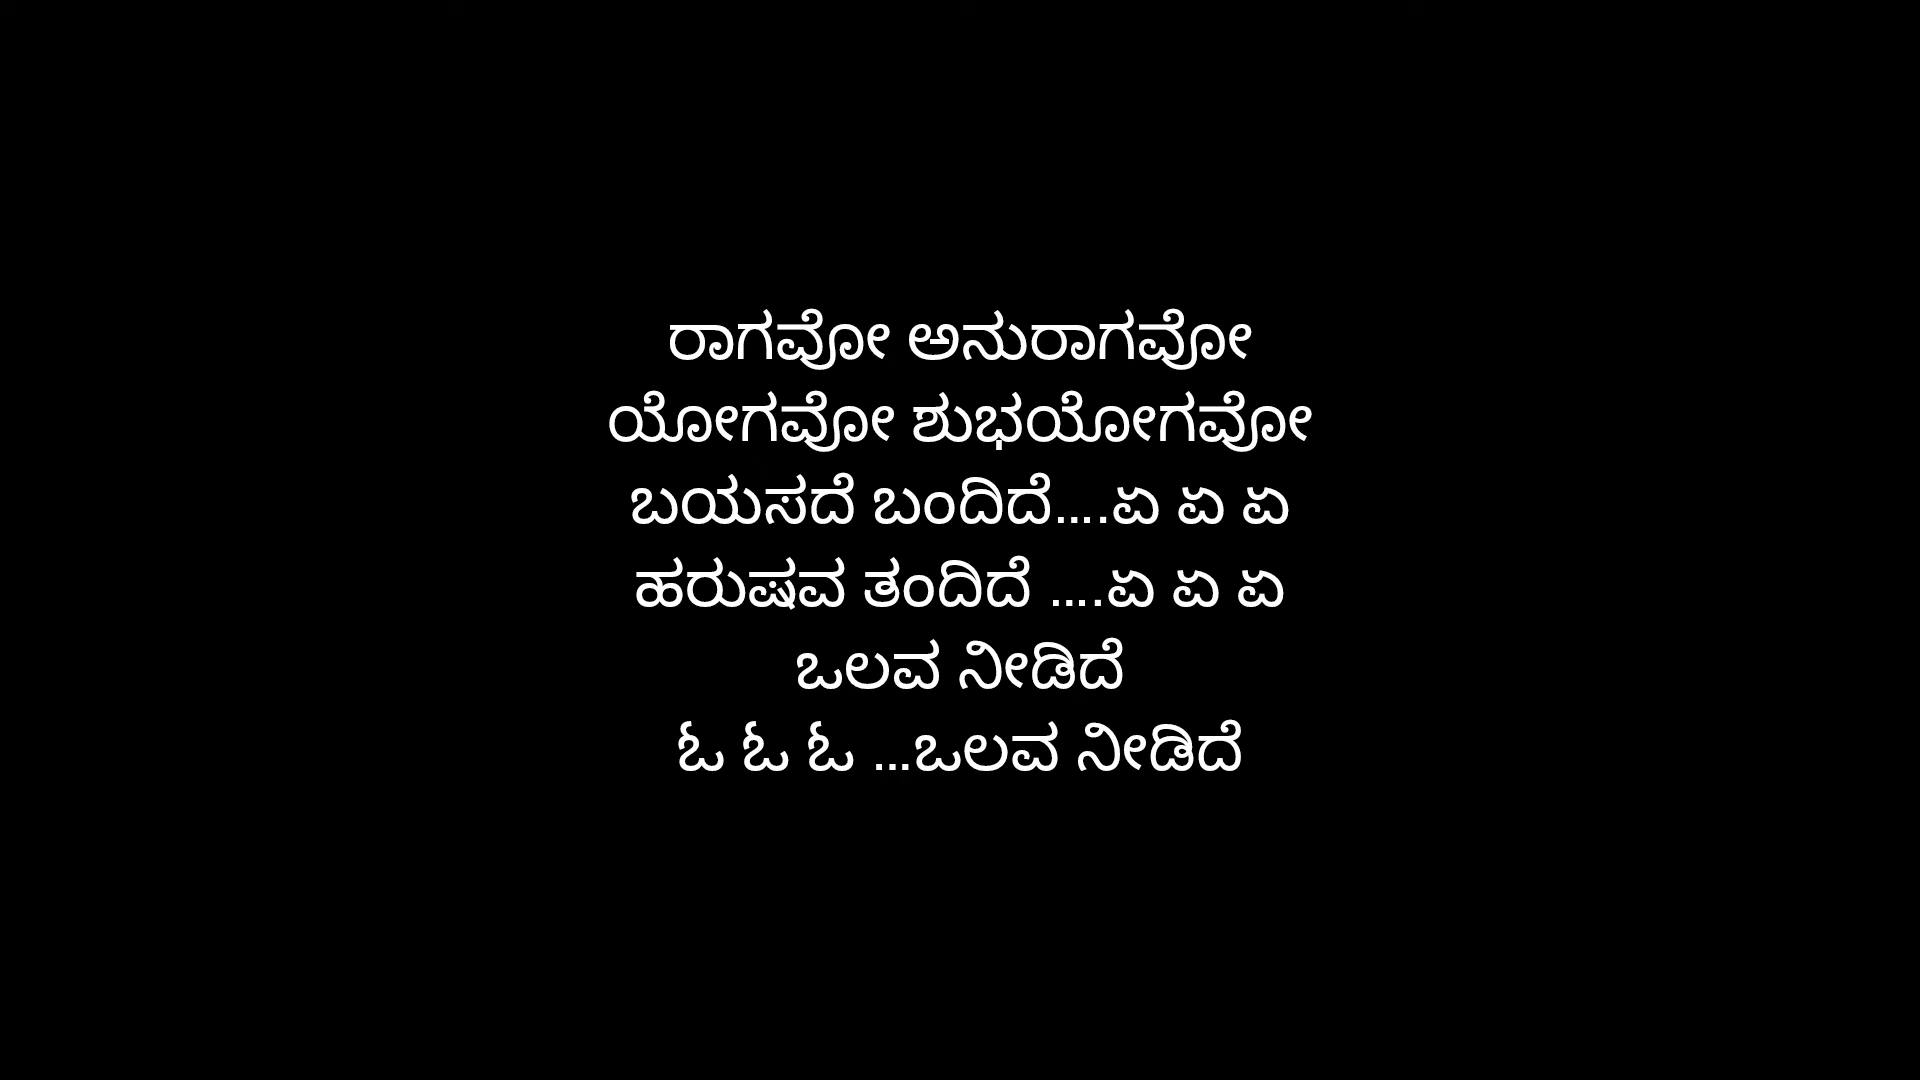 ರಾಗವೋ ಅನುರಾಗವೋ
ಯೋಗವೋ ಶುಭಯೋಗವೋ
ಬಯಸದೆ ಬಂದಿದೆ....ಏ ಏ ಏ
ಹರುಷವ ತಂದಿದೆ ....ಏ ಏ ಏ
ಒಲವ ನೀಡಿದೆ
ಓ ಓ ಓ ...ಒಲವ ನೀಡಿದೆ